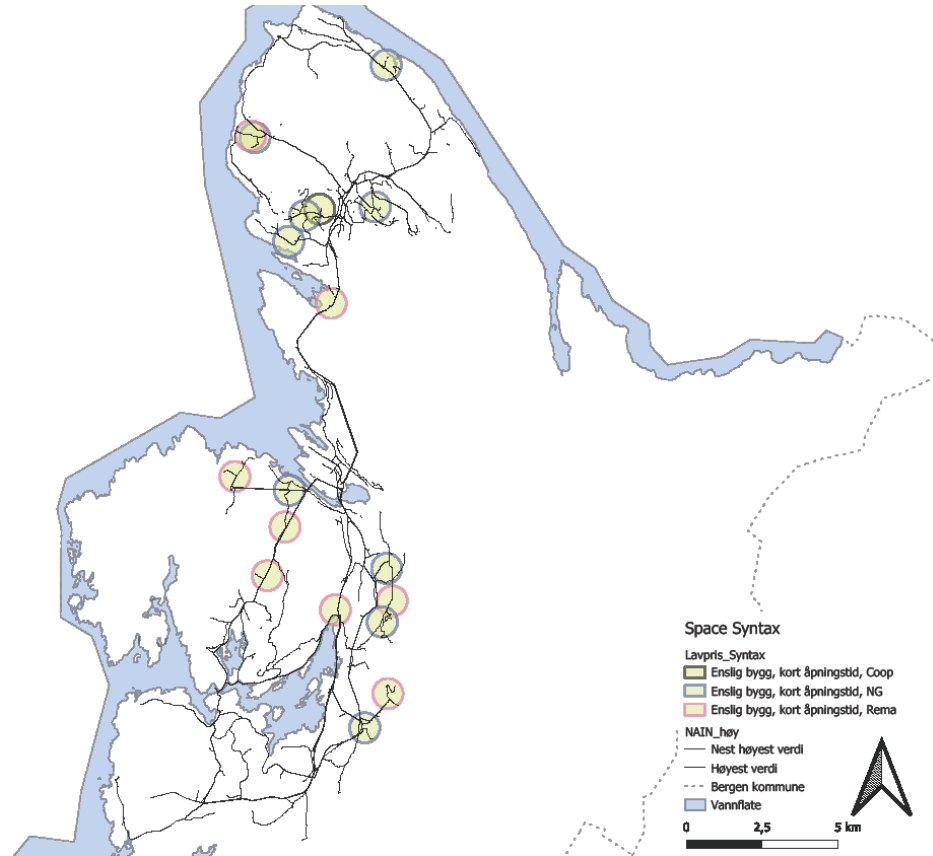 Space Syntax
Lavpris_Syntax
Enslig bygg, kort åpningstid, Coop
Enslig bygg, kort åpningstid, NG
Enslig bygg, kort åpningstid, Rema
NAIN_høy
Nest høyest verdi
Høyest verdi
Bergen kommune
Vannflate
0 2,5 5 km